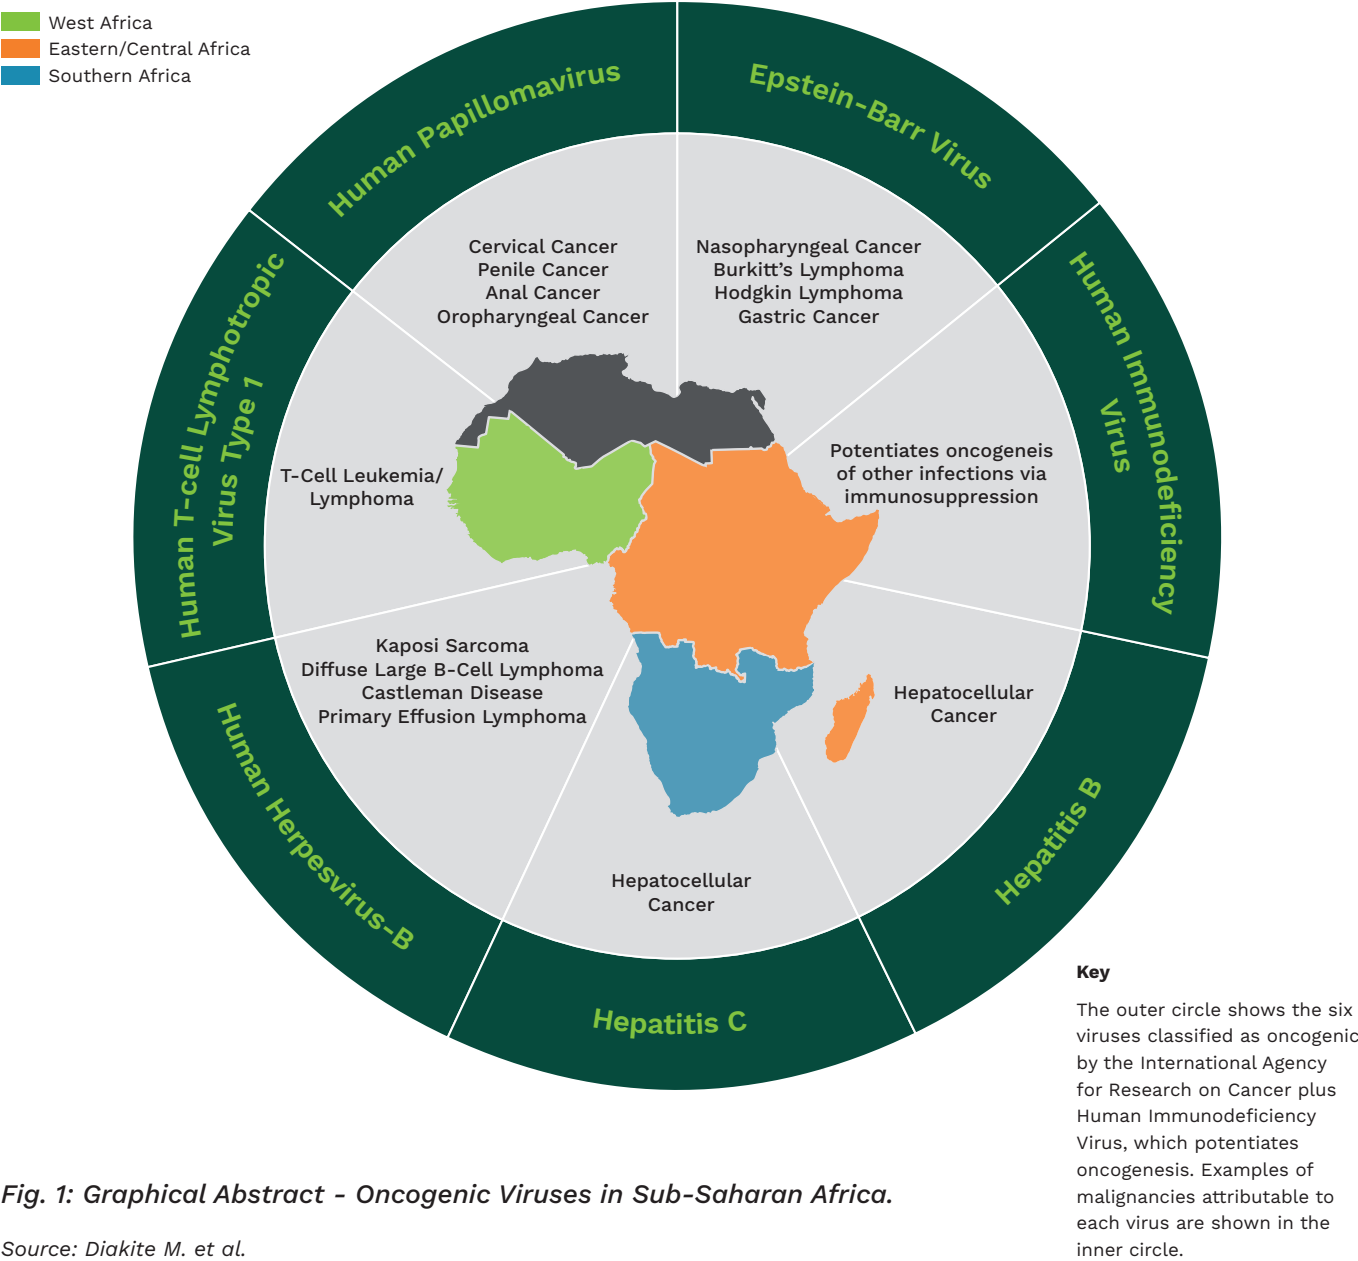 West Africa
Eastern/Central Africa
Southern Africa
Human Papillomavirus
Epstein-Barr Virus
Human Immunodeficiency
Virus
Hepatitis B
Hepatitis C
Human Herpesvirus-B
Human T-cell Lymphotropic
Virus Type 1
Cervical Cancer
Penile Cancer
Anal Cancer
Oropharyngeal Cancer
Nasopharyngeal Cancer
Burkitt’s Lymphoma
Hodgkin Lymphoma
Gastric Cancer
Potentiates oncogeneis
of other infections via
immunosuppression
Hepatocellular
Cancer
Hepatocellular
Cancer
Kaposi Sarcoma
Diffuse Large B-Cell Lymphoma
Castleman Disease
Primary Effusion Lymphoma
T-Cell Leukemia/
Lymphoma
Key
The outer circle shows the six
viruses classified as oncogenic
by the International Agency
for Research on Cancer plus
Human Immunodeficiency
Virus, which potentiates
oncogenesis. Examples of
malignancies attributable to
each virus are shown in the
inner circle.
Fig. 1: Graphical Abstract - Oncogenic Viruses in Sub-Saharan Africa.
Source: Diakite M. et al.